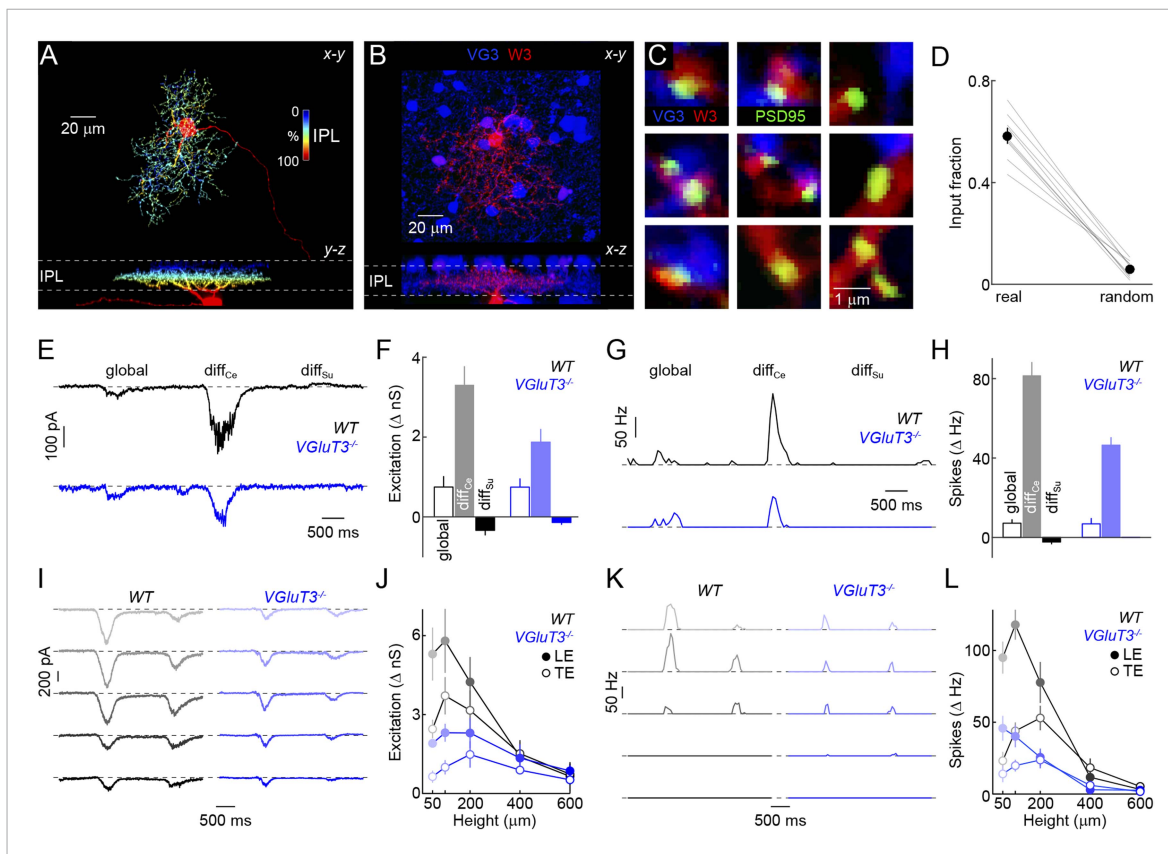 A
x-y
20 μm
0
%
IPL
100
y-z
IPL
B
VG3 W3
x-y
20 μm
x-z
IPL
C
VG3 W3
PSD95
1 μm
D
Input fraction
0.8
0.4
0
real
random
E
global
diffCe
diffSu
WT
VGluT3-/-
100 pA
500 ms
F
Excitation (Δ nS)
4
2
0
WT
VGluT3-/-
global
diffCe
diffSu
G
global
diffCe
diffSu
WT
VGluT3-/-
50 Hz
500 ms
H
Spikes (Δ Hz)
80
40
0
WT
VGluT3-/-
global
diffCe
diffSu
I
WT
VGluT3-/-
200 pA
500 ms
J
Excitation (Δ nS)
6
3
0
WT
VGluT3-/-
LE
TE
50
200
400
600
Height (μm)
K
WT
VGluT3-/-
50 Hz
500 ms
L
Spikes (Δ Hz)
100
50
0
WT
VGluT3-/-
LE
TE
50
200
400
600
Height (μm)